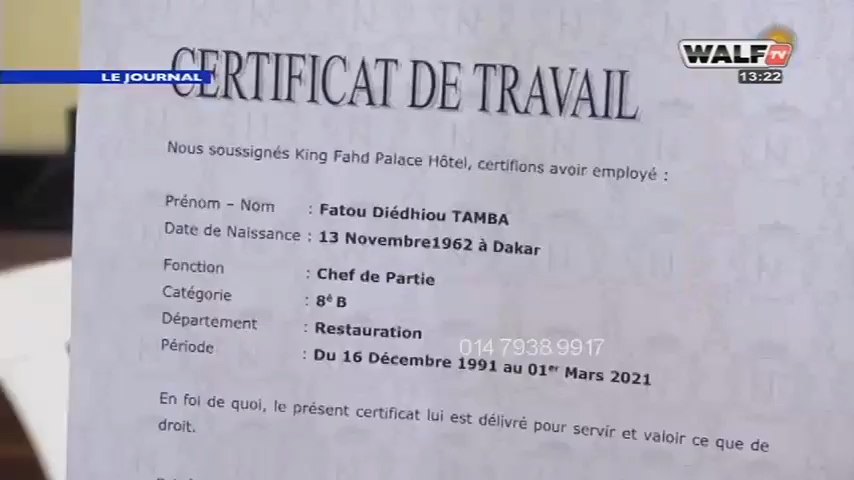 WALF TV
13:22
LE JOURNAL
CERTIFICAT DE TRAVAIL
Nous soussignés King Fahd Palace Hôtel, certifions avoir employé :
Prénom – Nom : Fatou Diédhiou TAMBA
Date de Naissance : 13 Novembre1962 à Dakar
Fonction : Chef de Partie
Catégorie : 8è B
Département : Restauration
014 7938 9917
Période : Du 16 Décembre 1991 au 01er Mars 2021
En foi de quoi, le présent certificat lui est délivré pour servir et valoir ce que de
droit.